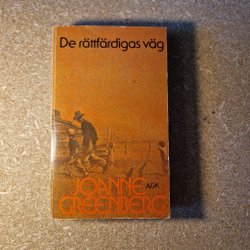 De rättfärdigas väg
JOANNE
A&K
GREENBERG